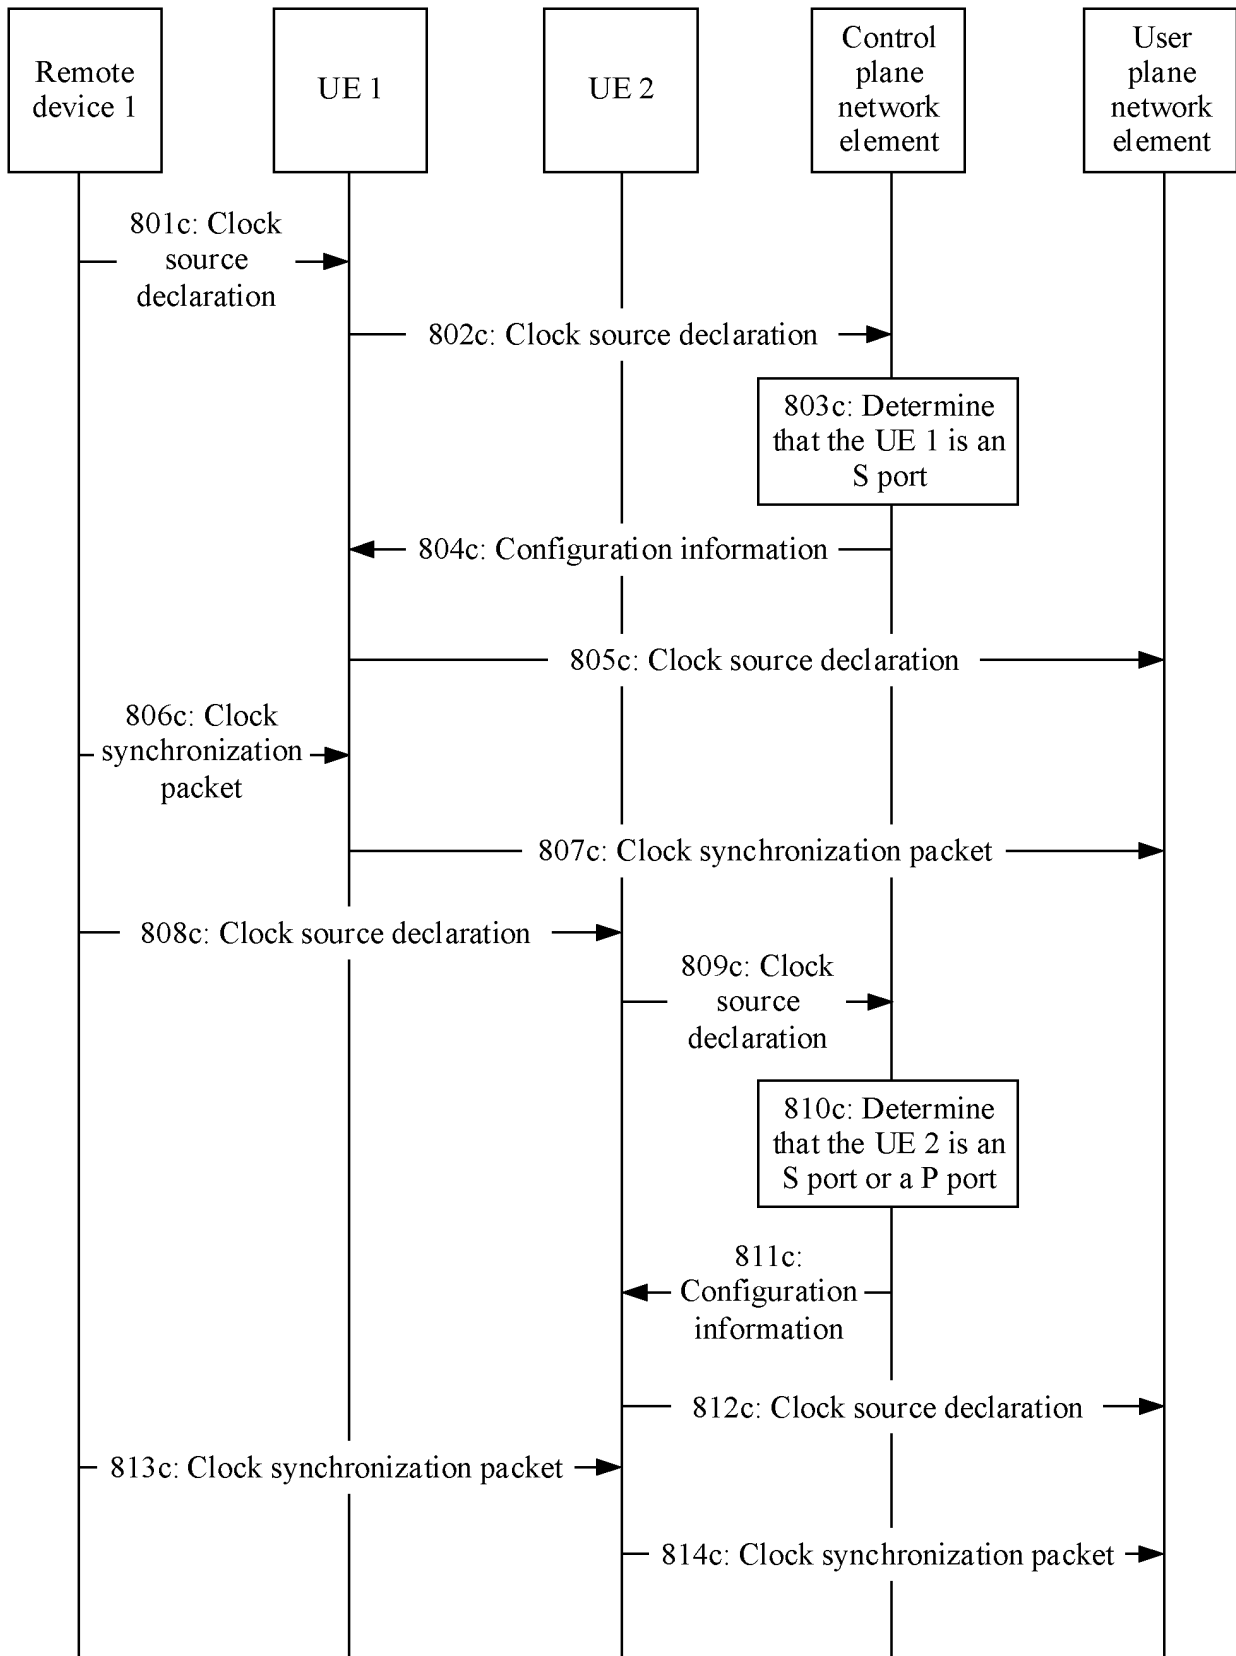 Remote
device 1
UE 1
UE 2
Control
plane
network
element
User
plane
network
element
801c: Clock
source
declaration
802c: Clock source declaration
803c: Determine
that the UE 1 is an
S port
804c: Configuration information
805c: Clock source declaration
806c: Clock
synchronization
packet
807c: Clock synchronization packet
808c: Clock source declaration
809c: Clock
source
declaration
810c: Determine
that the UE 2 is an
S port or a P port
811c:
Configuration
information
812c: Clock source declaration
813c: Clock synchronization packet
814c: Clock synchronization packet